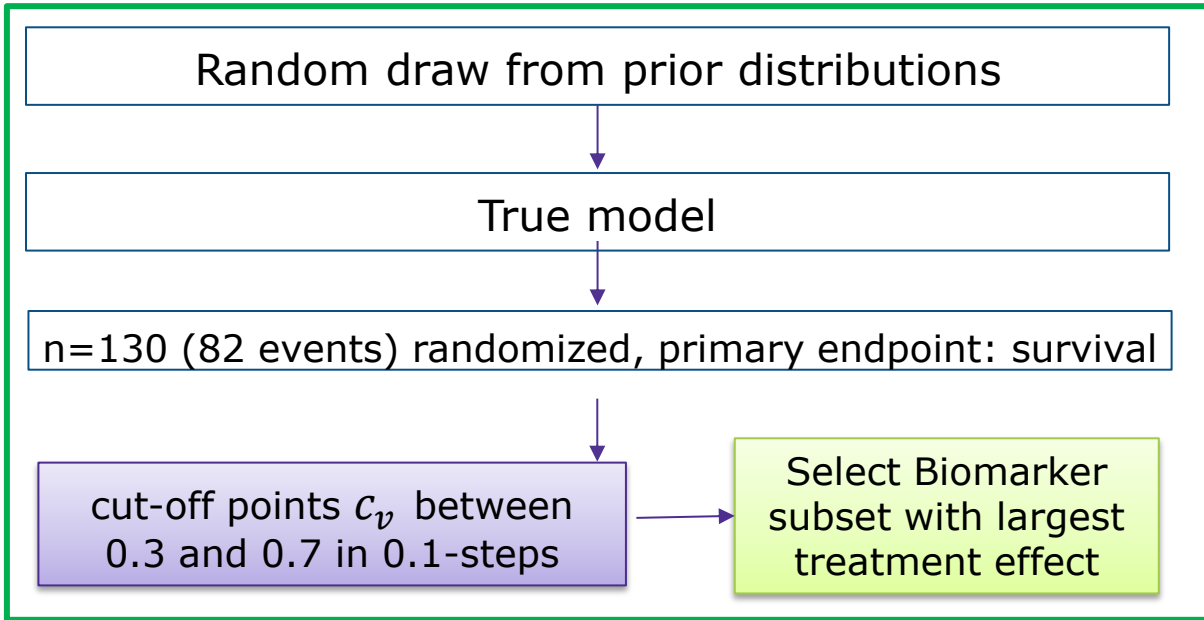 Random draw from prior distributions
True model
n=130 (82 events) randomized, primary endpoint: survival
cut-off points 𝑐𝑣 between
0.3 and 0.7 in 0.1-steps
Select Biomarker
subset with largest
treatment effect